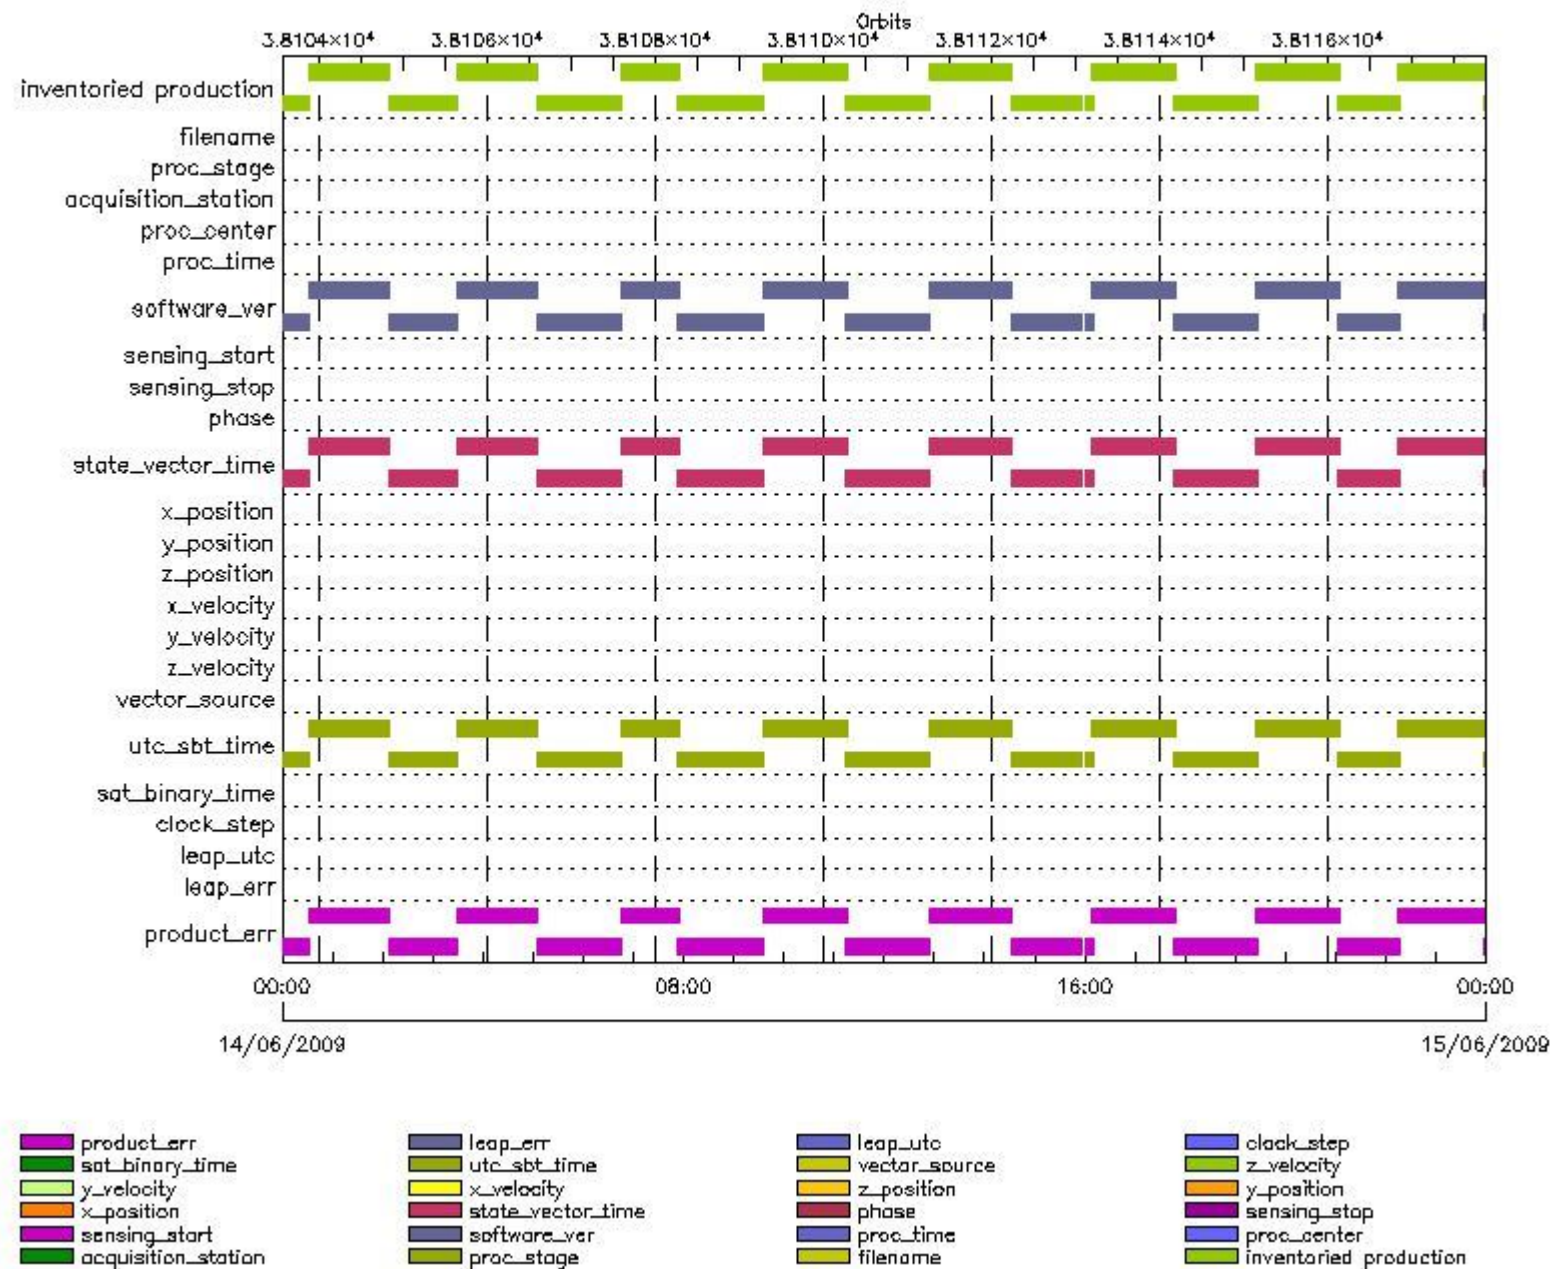 Orbits
3.8104×10⁴ 3.8106×10⁴ 3.8108×10⁴ 3.8110×10⁴ 3.8112×10⁴ 3.8114×10⁴ 3.8116×10⁴
inventoried production
filename
proc_stage
acquisition_station
proc_center
proc_time
software_ver
sensing_start
sensing_stop
phase
state_vector_time
x_position
y_position
z_position
x_velocity
y_velocity
z_velocity
vector_source
utc_sbt_time
sat_binary_time
clock_step
leap_utc
leap_err
product_err
00:00 08:00 16:00 00:00
14/06/2009 15/06/2009
product_err leap_err leap_utc clock_step
sat_binary_time utc_sbt_time vector_source z_velocity
y_velocity x_velocity z_position y_position
x_position state_vector_time phase sensing_stop
sensing_start software_ver proc_time proc_center
acquisition_station proc_stage filename inventoried production